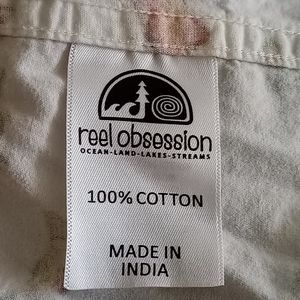 reel obsession
OCEAN-LAND-LAKES-STREAMS
100% COTTON
MADE IN
INDIA